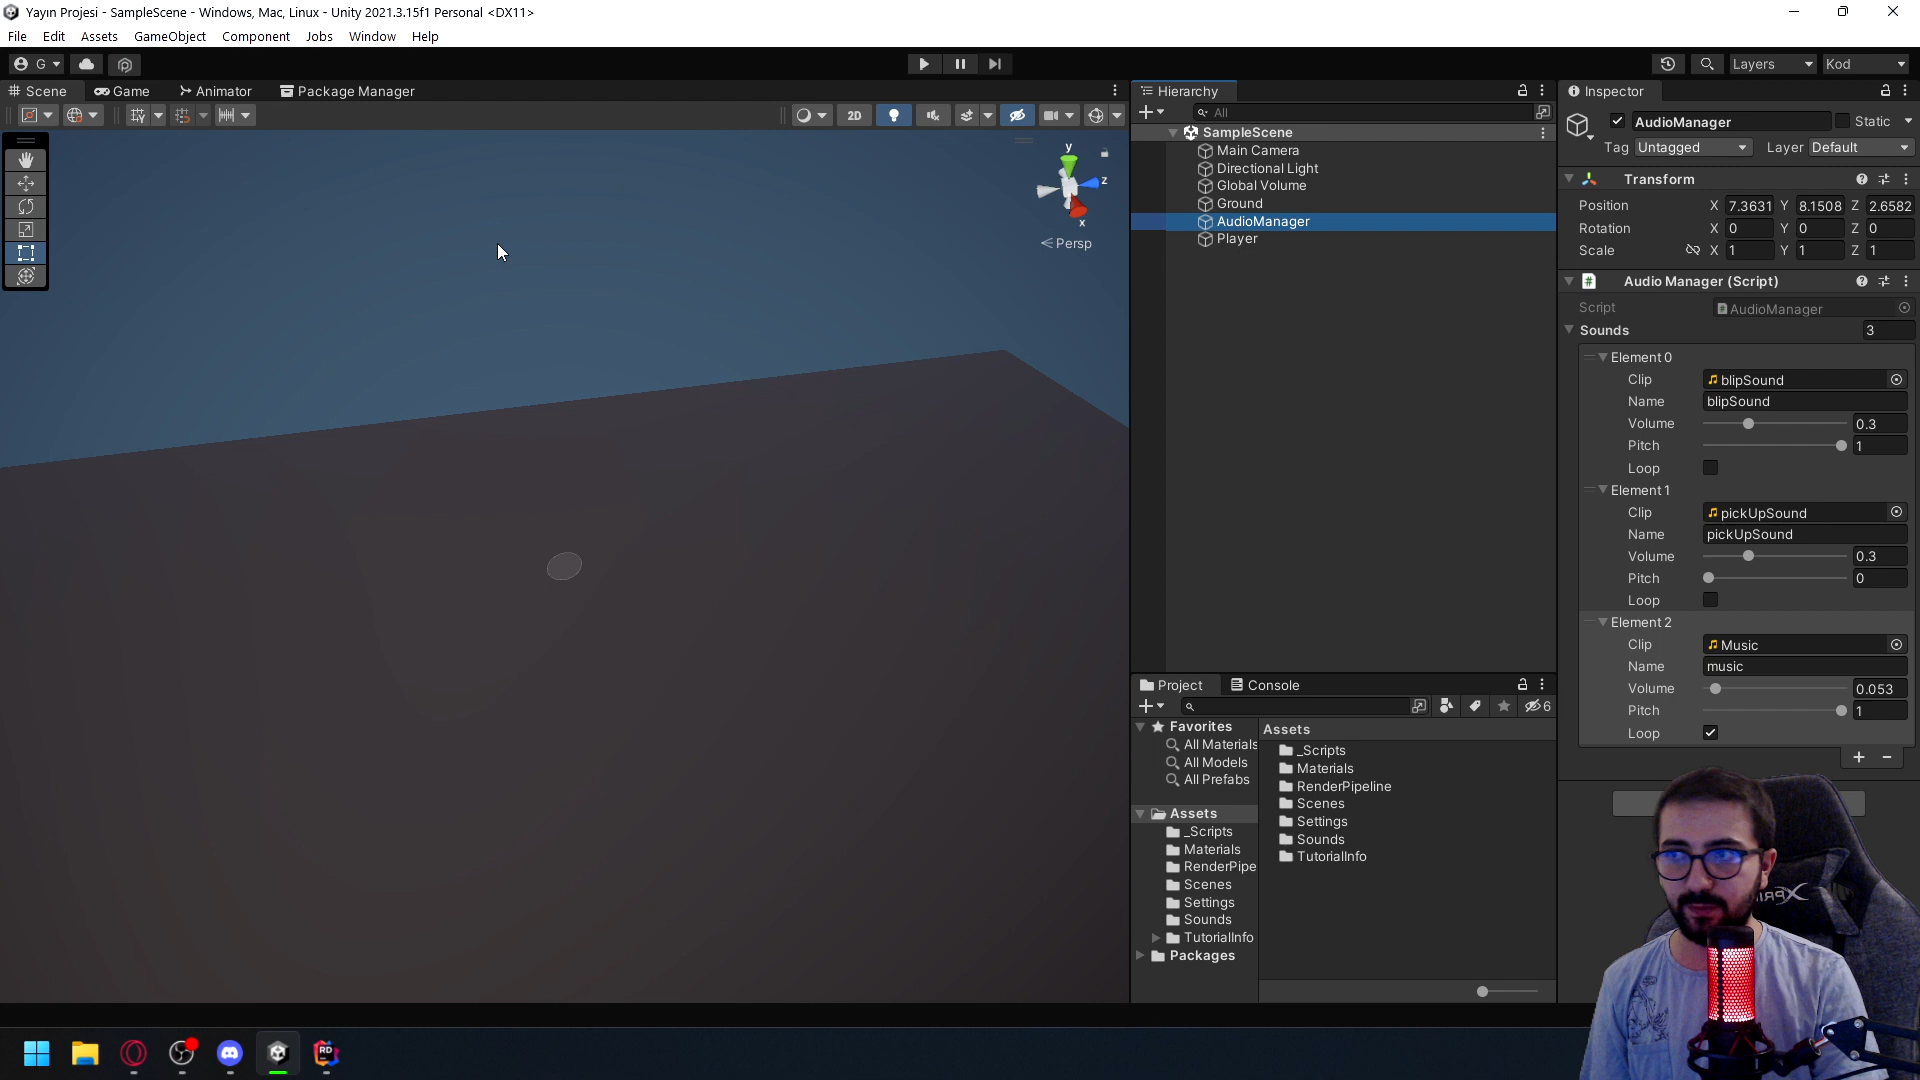 Yayın Projesi - SampleScene - Windows, Mac, Linux - Unity 2021.3.15f1 Personal <DX11>
File Edit Assets GameObject Component Jobs Window Help
G Layers Kod
Scene Game Animator Package Manager
2D
y
z
x
Persp
Hierarchy
All
SampleScene
Main Camera
Directional Light
Global Volume
Ground
AudioManager
Player
Inspector
AudioManager Static
Tag Untagged Layer Default
Transform
Position X 7.3631 Y 8.1508 Z 2.6582
Rotation X 0 Y 0 Z 0
Scale X 1 Y 1 Z 1
Audio Manager (Script)
Script AudioManager
Sounds 3
Element 0
Clip blipSound
Name blipSound
Volume 0.3
Pitch 1
Loop
Element 1
Clip pickUpSound
Name pickUpSound
Volume 0.3
Pitch 0
Loop
Element 2
Clip Music
Name music
Volume 0.053
Pitch 1
Loop
Project Console
6
Favorites
All Materials
All Models
All Prefabs
Assets
_Scripts
Materials
RenderPipe
Scenes
Settings
Sounds
TutorialInfo
Packages
Assets
_Scripts
Materials
RenderPipeline
Scenes
Settings
Sounds
TutorialInfo
RD